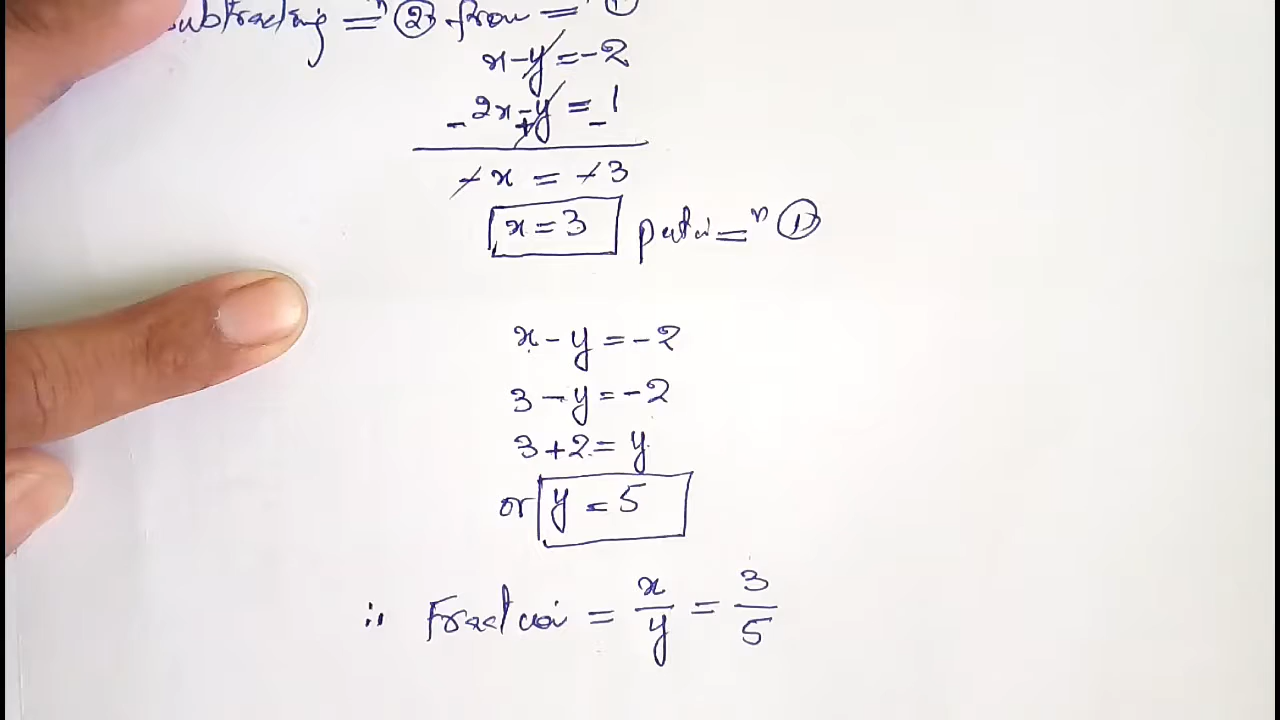 subtracting =ⁿ ② from =ⁿ ①
x - y = -2
2x - y = 1
- + -
-x = -3
x = 3 put in =ⁿ ①
x - y = -2
3 - y = -2
3 + 2 = y
or y = 5
∴ Fraction = x/y = 3/5